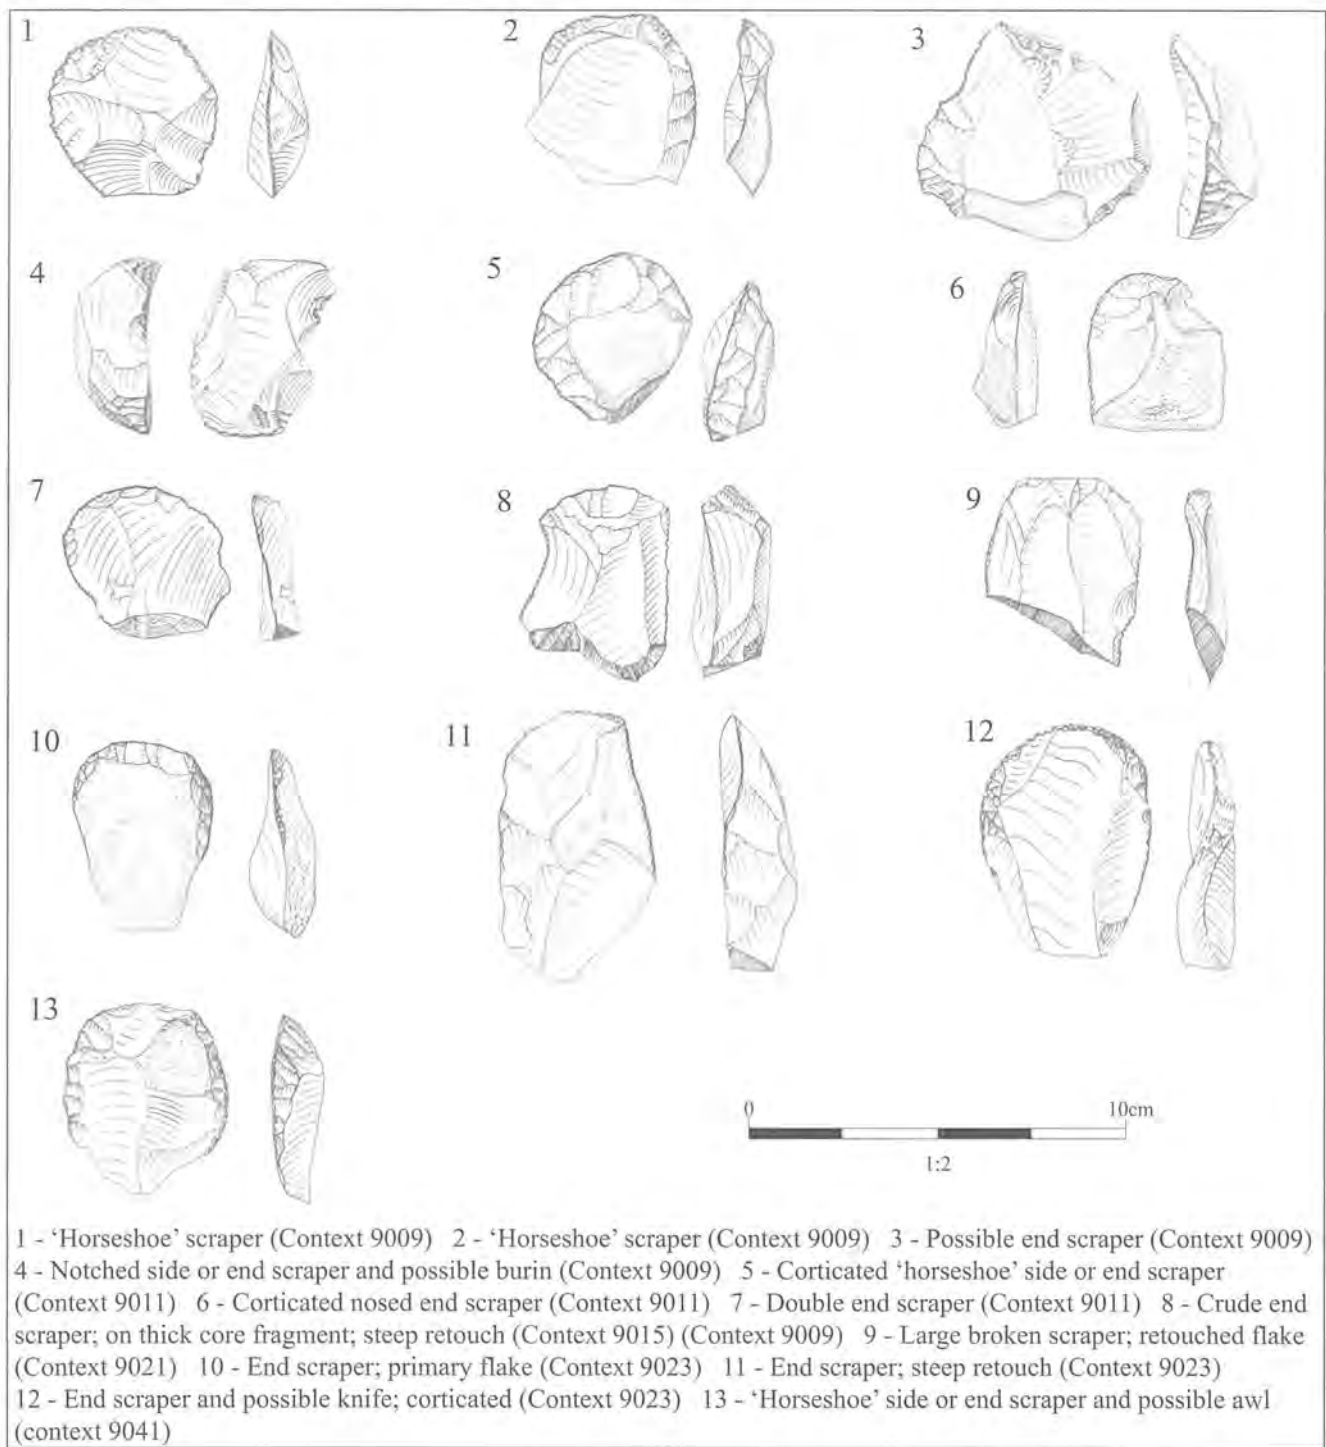 1
2
3
4
5
6
7
8
9
10
11
12
13
0 10cm
1:2
1 - ‘Horseshoe’ scraper (Context 9009) 2 - ‘Horseshoe’ scraper (Context 9009) 3 - Possible end scraper (Context 9009)
4 - Notched side or end scraper and possible burin (Context 9009) 5 - Corticated ‘horseshoe’ side or end scraper
(Context 9011) 6 - Corticated nosed end scraper (Context 9011) 7 - Double end scraper (Context 9011) 8 - Crude end
scraper; on thick core fragment; steep retouch (Context 9015) (Context 9009) 9 - Large broken scraper; retouched flake
(Context 9021) 10 - End scraper; primary flake (Context 9023) 11 - End scraper; steep retouch (Context 9023)
12 - End scraper and possible knife; corticated (Context 9023) 13 - ‘Horseshoe’ side or end scraper and possible awl
(context 9041)